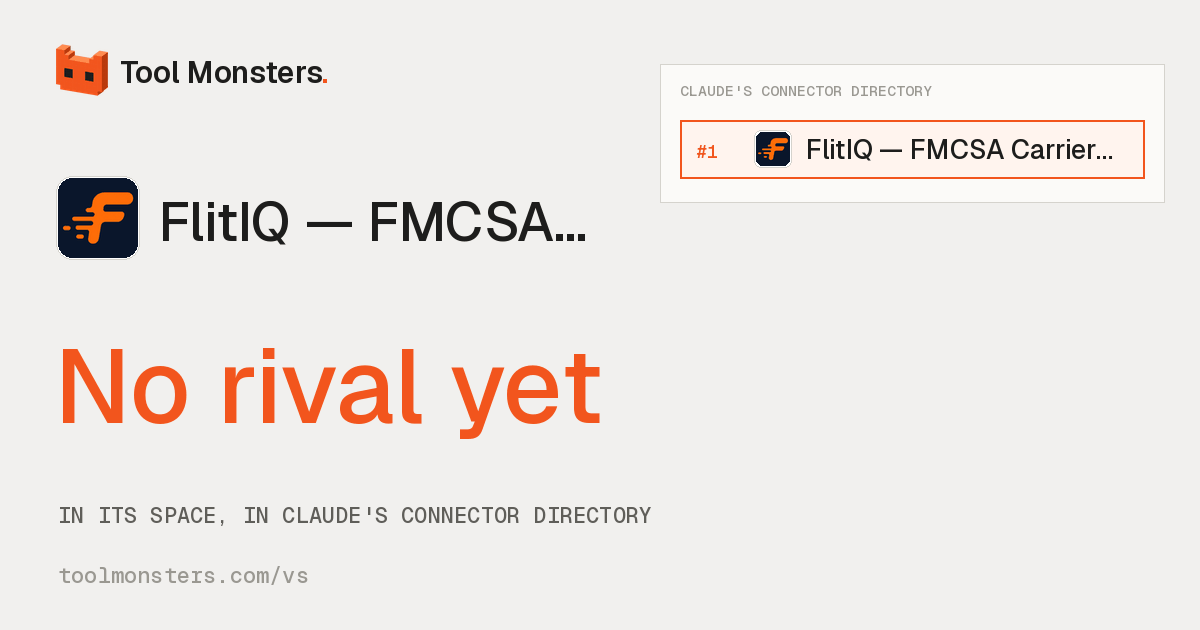 Tool Monsters.
CLAUDE'S CONNECTOR DIRECTORY
#1 FlitIQ — FMCSA Carrier...
FlitIQ — FMCSA...
No rival yet
IN ITS SPACE, IN CLAUDE'S CONNECTOR DIRECTORY
toolmonsters.com/vs